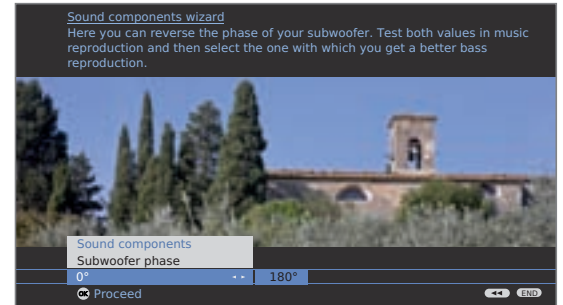 Sound components wizard
Here you can reverse the phase of your subwoofer. Test both values in music
reproduction and then select the one with which you get a better bass
reproduction.
Sound components
Subwoofer phase
0° 180°
OK Proceed END